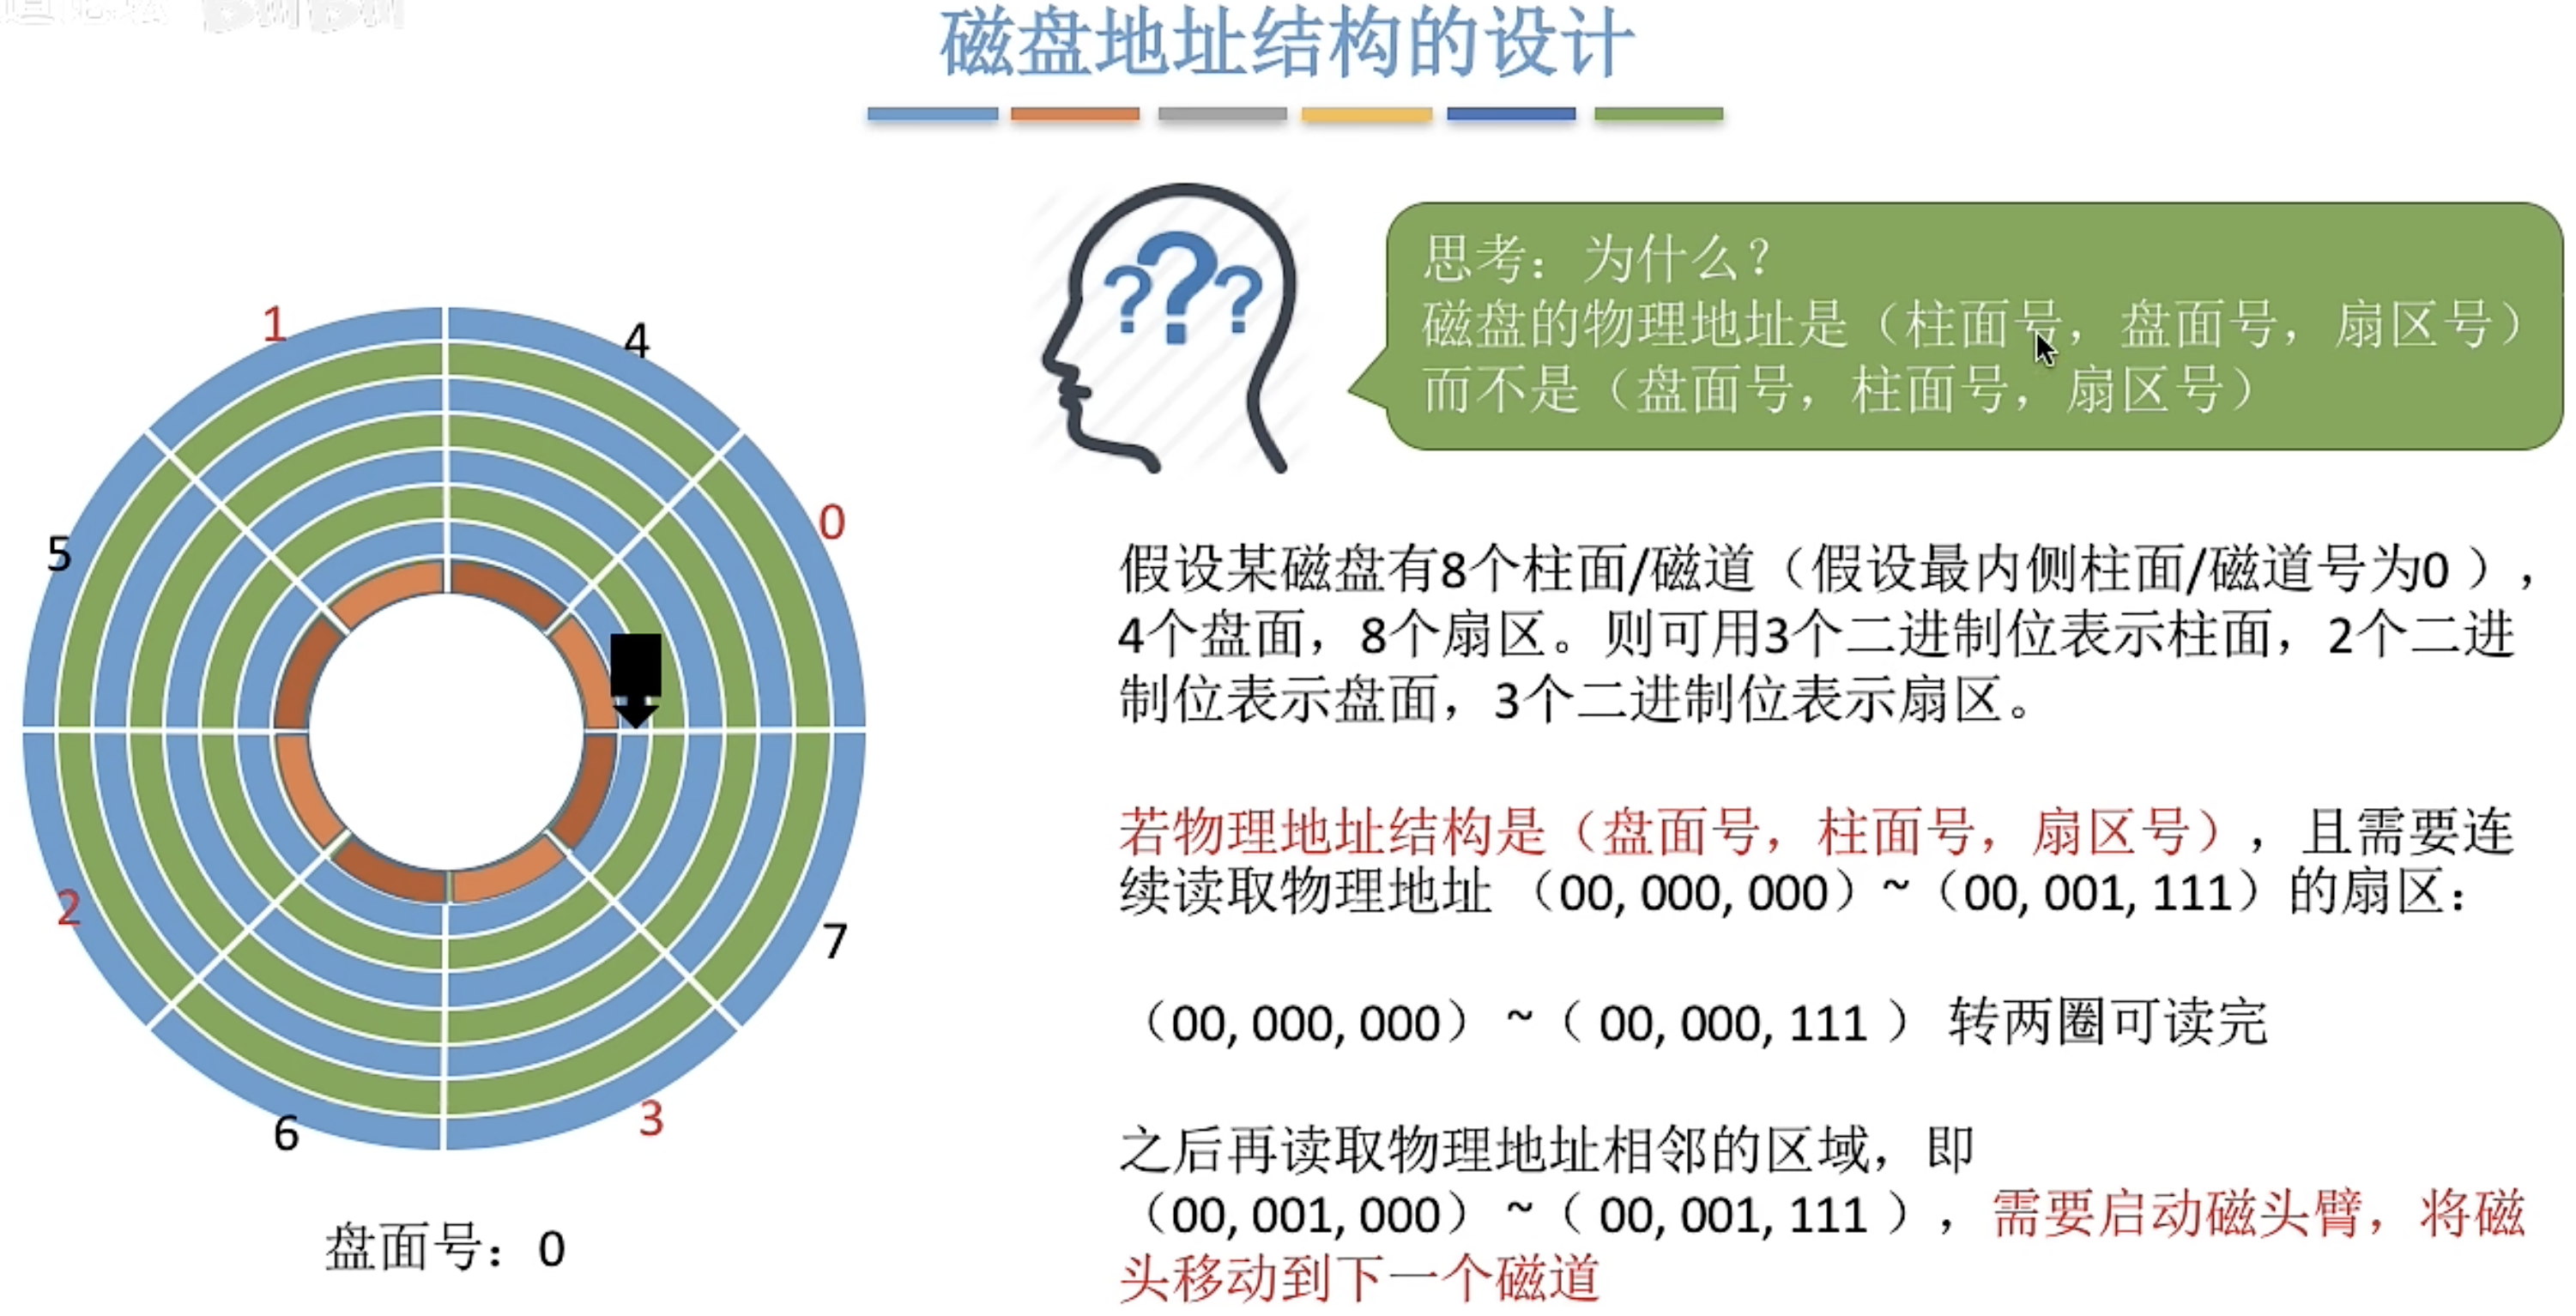 磁盘地址结构的设计
思考：为什么？
磁盘的物理地址是（柱面号，盘面号，扇区号）
而不是（盘面号，柱面号，扇区号）
? ? ?
1
4
0
5
2
7
6
3
盘面号：0
假设某磁盘有8个柱面/磁道（假设最内侧柱面/磁道号为0 ），
4个盘面，8个扇区。则可用3个二进制位表示柱面，2个二进
制位表示盘面，3个二进制位表示扇区。
若物理地址结构是（盘面号，柱面号，扇区号），且需要连
续读取物理地址 （00, 000, 000）~（00, 001, 111）的扇区：
（00, 000, 000） ~（ 00, 000, 111 ） 转两圈可读完
之后再读取物理地址相邻的区域，即
（00, 001, 000） ~（ 00, 001, 111 ），需要启动磁头臂，将磁
头移动到下一个磁道